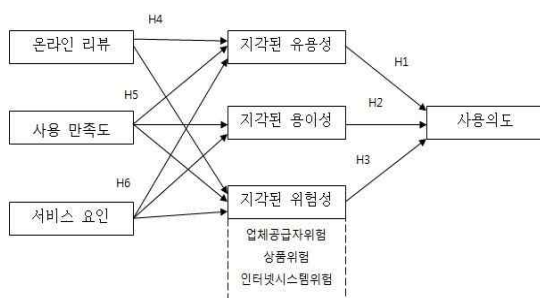 H4
온라인 리뷰
지각된 유용성
H1
H5
H2
사용 만족도
지각된 용이성
사용의도
H3
H6
서비스 요인
지각된 위험성
업체공급자위험
상품위험
인터넷시스템위험